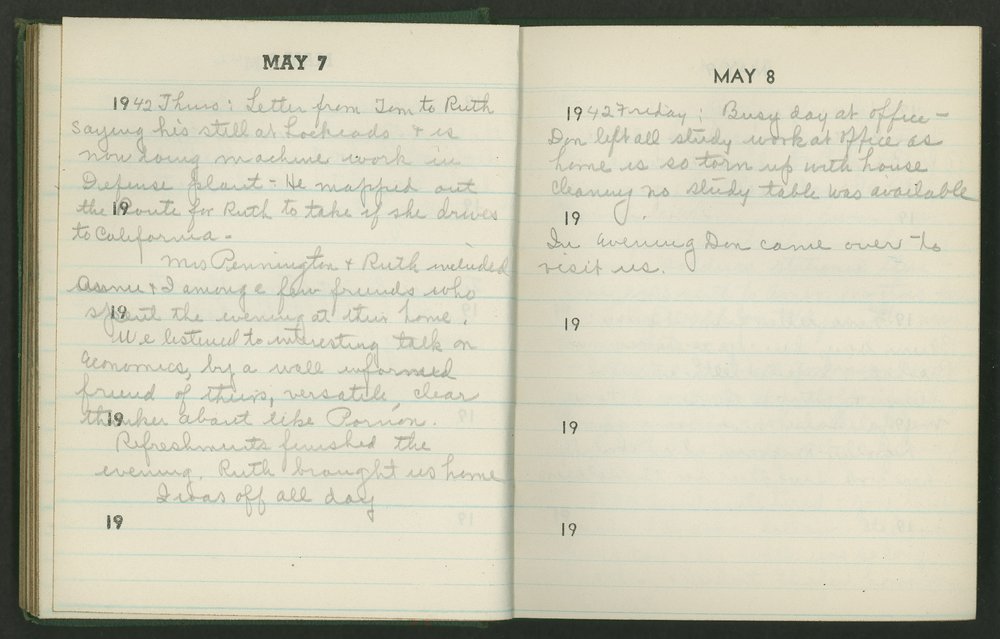 MAY 7
1942 Thurs: Letter from Tom to Ruth
saying his still at Lockeads + is
now doing machine work in
Defense plant - He mapped out
the Route for Ruth to take if she drives
19
to California -
Mrs Pennington + Ruth included
+ I among a few friends who
spent the evening at their home.
19
We listened to interesting talk on
Economics, by a well informed
friend of theirs, versatile, clear
thinker about like
19
Refreshments finished the
evening. Ruth brought us home
I was off all day
19
MAY 8
1942 Friday: Busy day at office -
Don left all study work at office as
home is so torn up with house
cleaning no study table was available
19
In evening Don came over to
visit us.
19
19
19